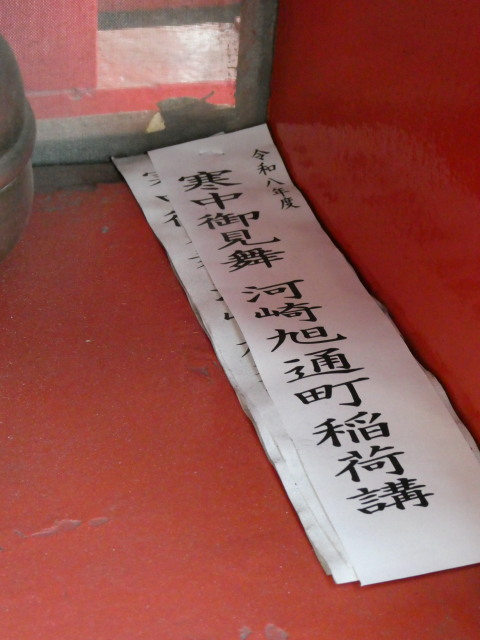 令和八年度
寒中御見舞 河崎旭通町稲荷講